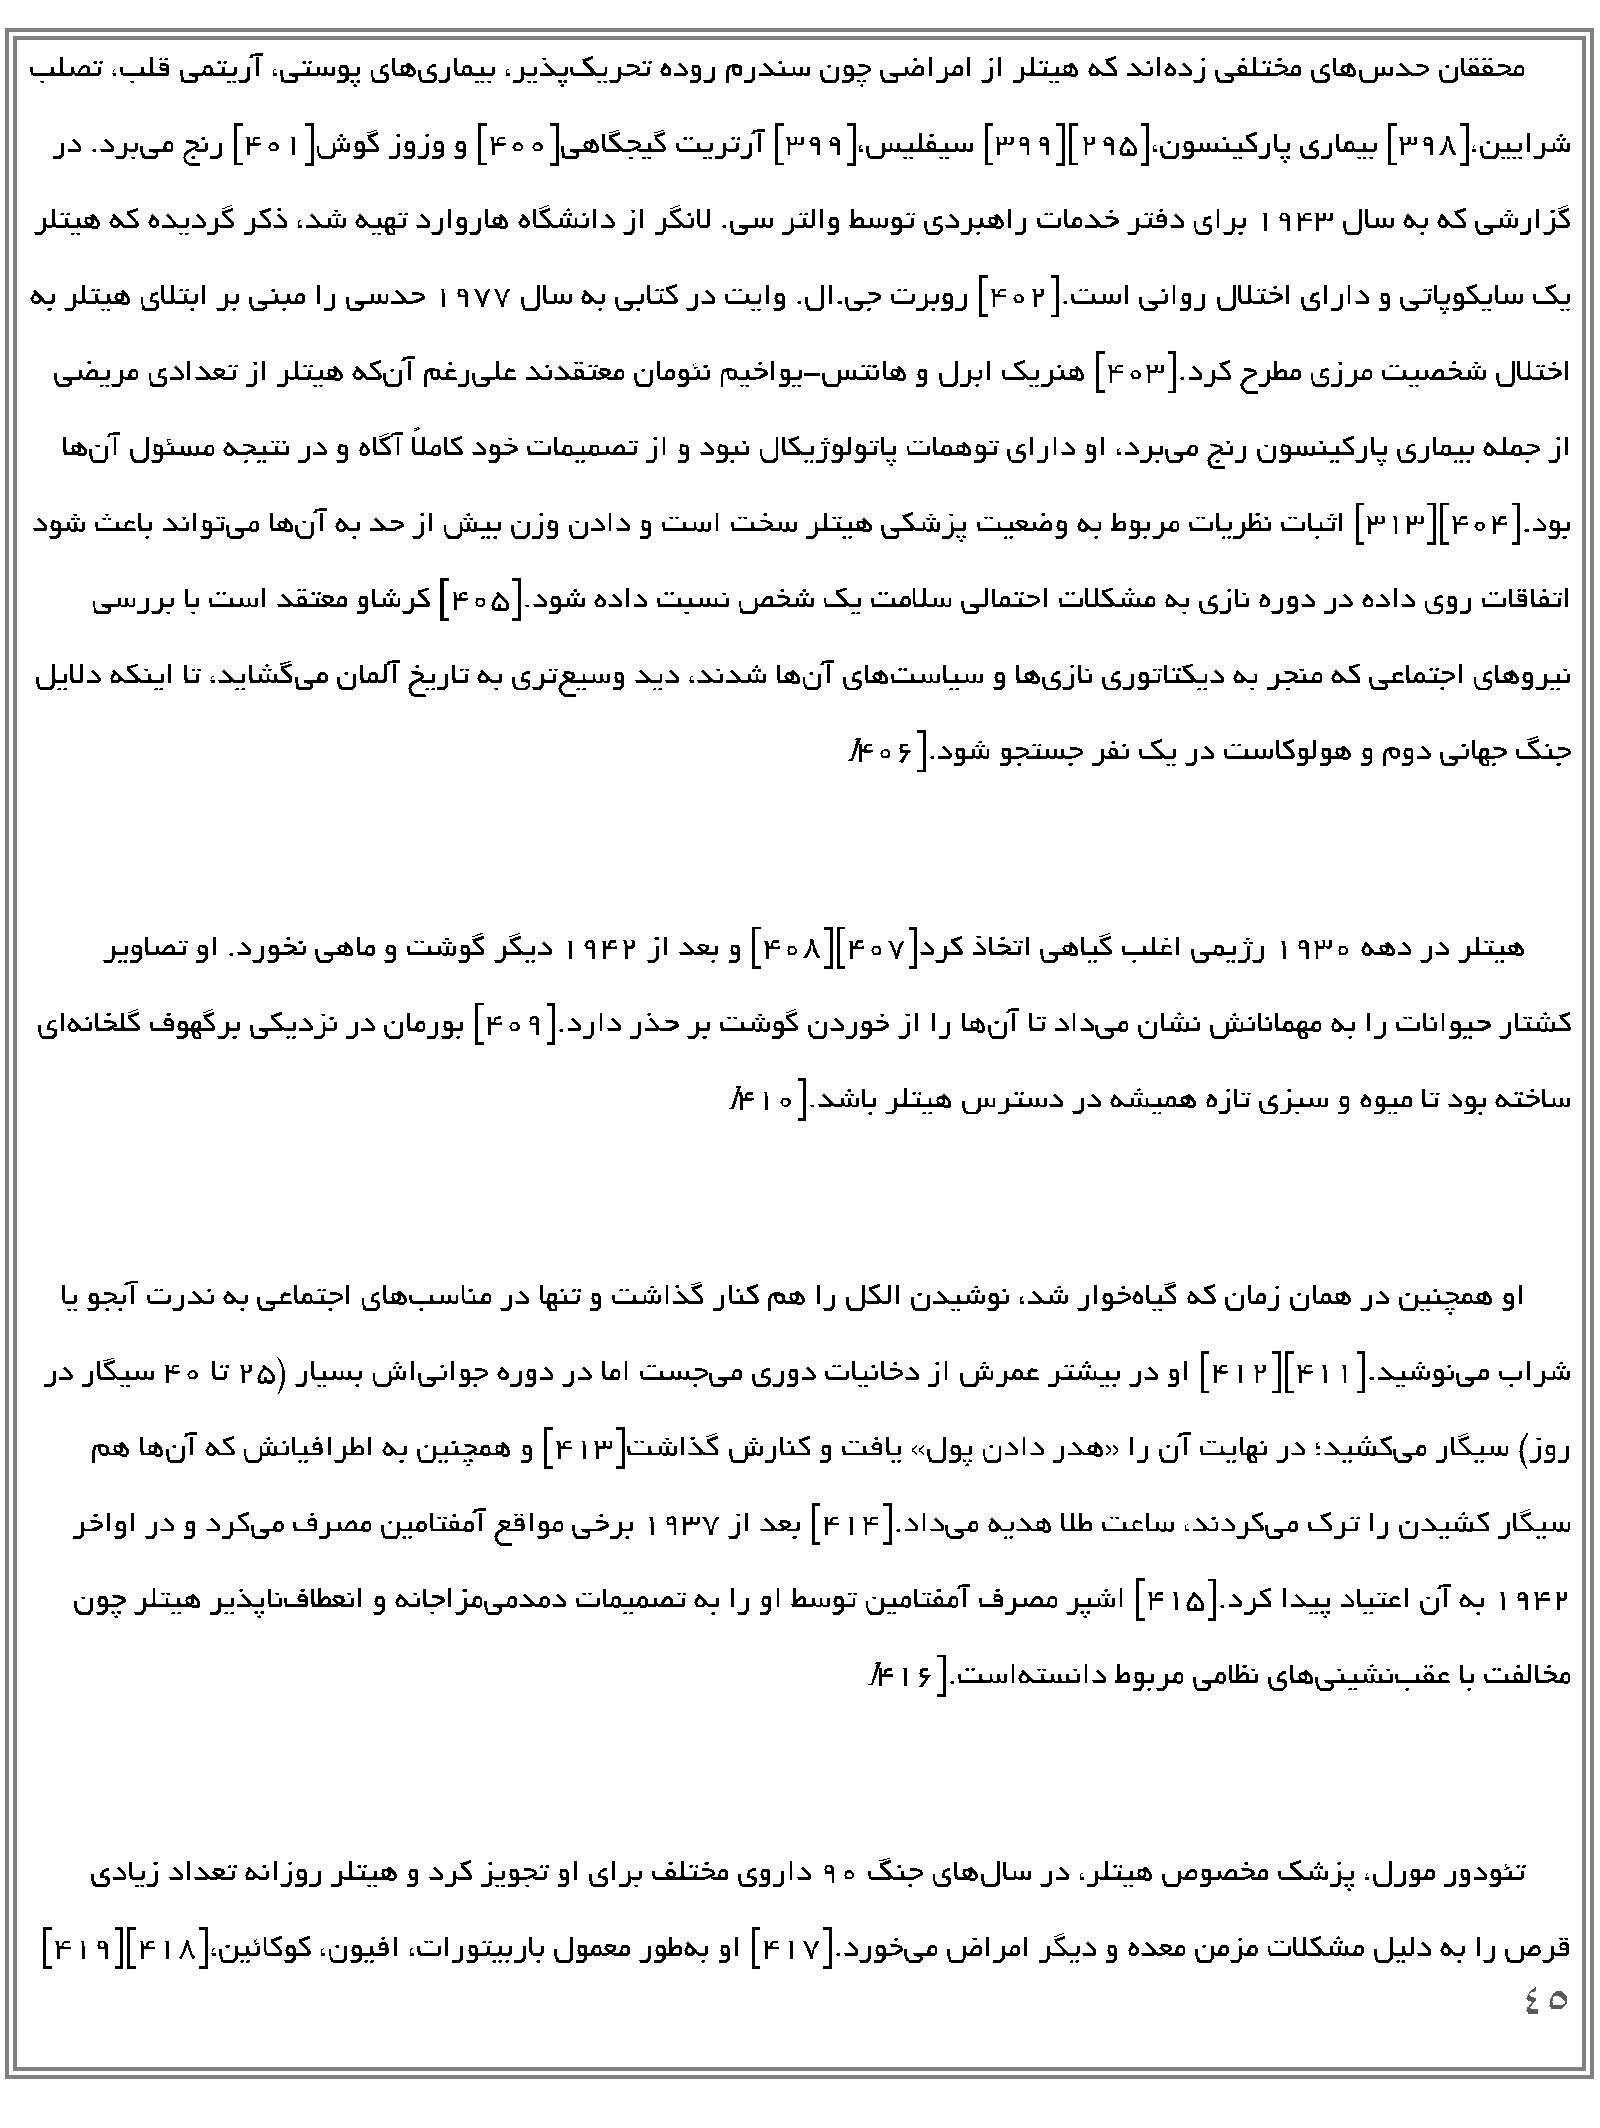 محققان حدس‌های مختلفی زده‌اند که هیتلر از امراضی چون سندرم روده تحریک‌پذیر، بیماری‌های پوستی، آریتمی قلب، تصلب
شرایین،[۳۹۸] بیماری پارکینسون،[۲۹۵][۳۹۹] سیفلیس،[۳۹۹] آرتریت گیجگاهی[۴۰۰] و وزوز گوش[۴۰۱] رنج می‌برد. در
گزارشی که به سال ۱۹۴۳ برای دفتر خدمات راهبردی توسط والتر سی. لانگر از دانشگاه هاروارد تهیه شد، ذکر گردیده که هیتلر
یک سایکوپاتی و دارای اختلال روانی است.[۴۰۲] روبرت جی.ال. وایت در کتابی به سال ۱۹۷۷ حدسی را مبنی بر ابتلای هیتلر به
اختلال شخصیت مرزی مطرح کرد.[۴۰۳] هنریک ابرل و هانتس–یواخیم نئومان معتقدند علی‌رغم آن‌که هیتلر از تعدادی مریضی
از جمله بیماری پارکینسون رنج می‌برد، او دارای توهمات پاتولوژیکال نبود و از تصمیمات خود کاملاً آگاه و در نتیجه مسئول آن‌ها
بود.[۴۰۴][۳۱۳] اثبات نظریات مربوط به وضعیت پزشکی هیتلر سخت است و دادن وزن بیش از حد به آن‌ها می‌تواند باعث شود
اتفاقات روی داده در دوره نازی به مشکلات احتمالی سلامت یک شخص نسبت داده شود.[۴۰۵] کرشاو معتقد است با بررسی
نیروهای اجتماعی که منجر به دیکتاتوری نازی‌ها و سیاست‌های آن‌ها شدند، دید وسیع‌تری به تاریخ آلمان می‌گشاید، تا اینکه دلایل
جنگ جهانی دوم و هولوکاست در یک نفر جستجو شود.[۴۰۶]
هیتلر در دهه ۱۹۳۰ رژیمی اغلب گیاهی اتخاذ کرد[۴۰۷][۴۰۸] و بعد از ۱۹۴۲ دیگر گوشت و ماهی نخورد. او تصاویر
کشتار حیوانات را به مهمانانش نشان می‌داد تا آن‌ها را از خوردن گوشت بر حذر دارد.[۴۰۹] بورمان در نزدیکی برگهوف گلخانه‌ای
ساخته بود تا میوه و سبزی تازه همیشه در دسترس هیتلر باشد.[۴۱۰]
او همچنین در همان زمان که گیاه‌خوار شد، نوشیدن الکل را هم کنار گذاشت و تنها در مناسب‌های اجتماعی به ندرت آبجو یا
شراب می‌نوشید.[۴۱۱][۴۱۲] او در بیشتر عمرش از دخانیات دوری می‌جست اما در دوره جوانی‌اش بسیار (۲۵ تا ۴۰ سیگار در
روز) سیگار می‌کشید؛ در نهایت آن را «هدر دادن پول» یافت و کنارش گذاشت[۴۱۳] و همچنین به اطرافیانش که آن‌ها هم
سیگار کشیدن را ترک می‌کردند، ساعت طلا هدیه می‌داد.[۴۱۴] بعد از ۱۹۳۷ برخی مواقع آمفتامین مصرف می‌کرد و در اواخر
۱۹۴۲ به آن اعتیاد پیدا کرد.[۴۱۵] اشپر مصرف آمفتامین توسط او را به تصمیمات دمدمی‌مزاجانه و انعطاف‌ناپذیر هیتلر چون
مخالفت با عقب‌نشینی‌های نظامی مربوط دانسته‌است.[۴۱۶]
تئودور مورل، پزشک مخصوص هیتلر، در سال‌های جنگ ۹۰ داروی مختلف برای او تجویز کرد و هیتلر روزانه تعداد زیادی
قرص را به دلیل مشکلات مزمن معده و دیگر امراض می‌خورد.[۴۱۷] او به‌طور معمول باربیتورات، افیون، کوکائین،[۴۱۸][۴۱۹]
٤٥